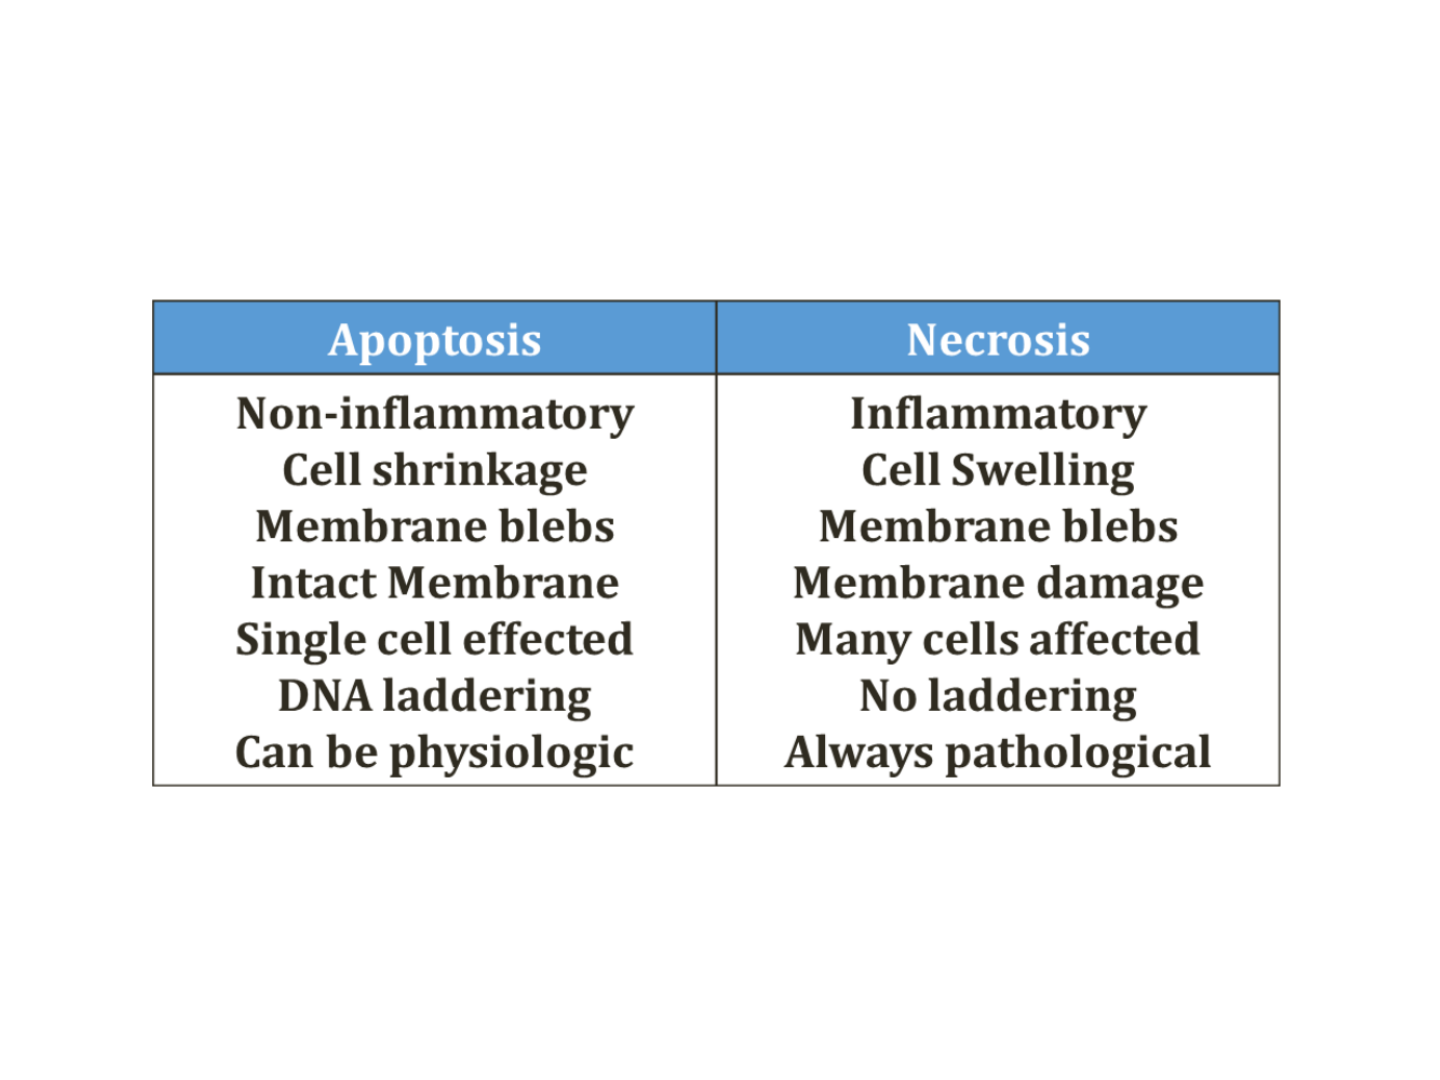 Apoptosis
Necrosis
Non-inflammatory
Cell shrinkage
Membrane blebs
Intact Membrane
Single cell effected
DNA laddering
Can be physiologic
Inflammatory
Cell Swelling
Membrane blebs
Membrane damage
Many cells affected
No laddering
Always pathological